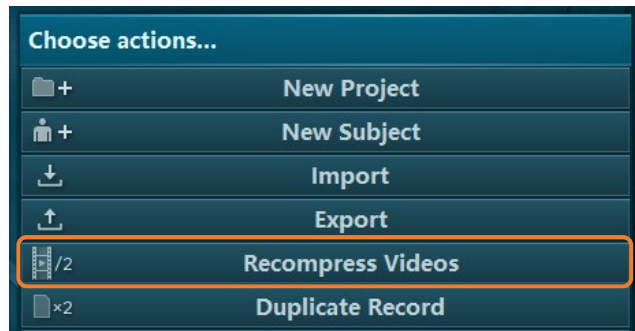 Choose actions...
+ New Project
+ New Subject
Import
Export
/2 Recompress Videos
×2 Duplicate Record